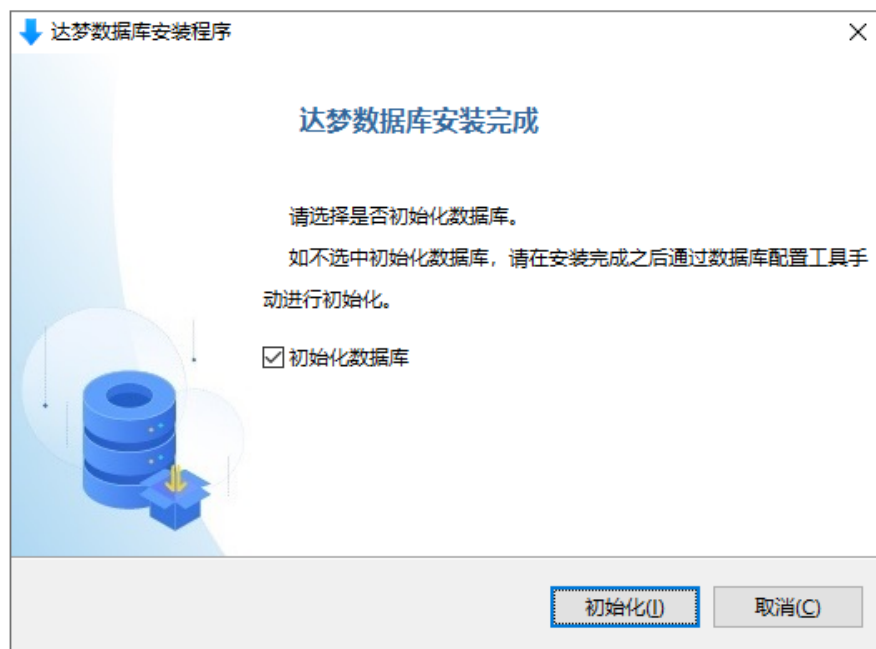 达梦数据库安装程序
达梦数据库安装完成
请选择是否初始化数据库。
如不选中初始化数据库，请在安装完成之后通过数据库配置工具手
动进行初始化。
初始化数据库
初始化(I)
取消(C)